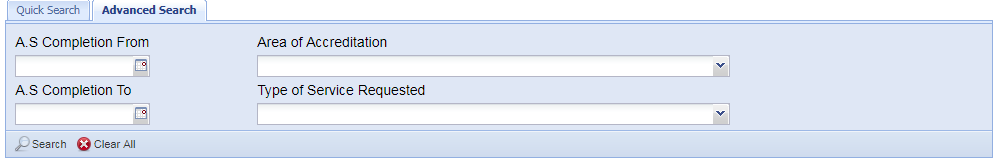 Quick Search Advanced Search
A.S Completion From Area of Accreditation
A.S Completion To Type of Service Requested
Search Clear All